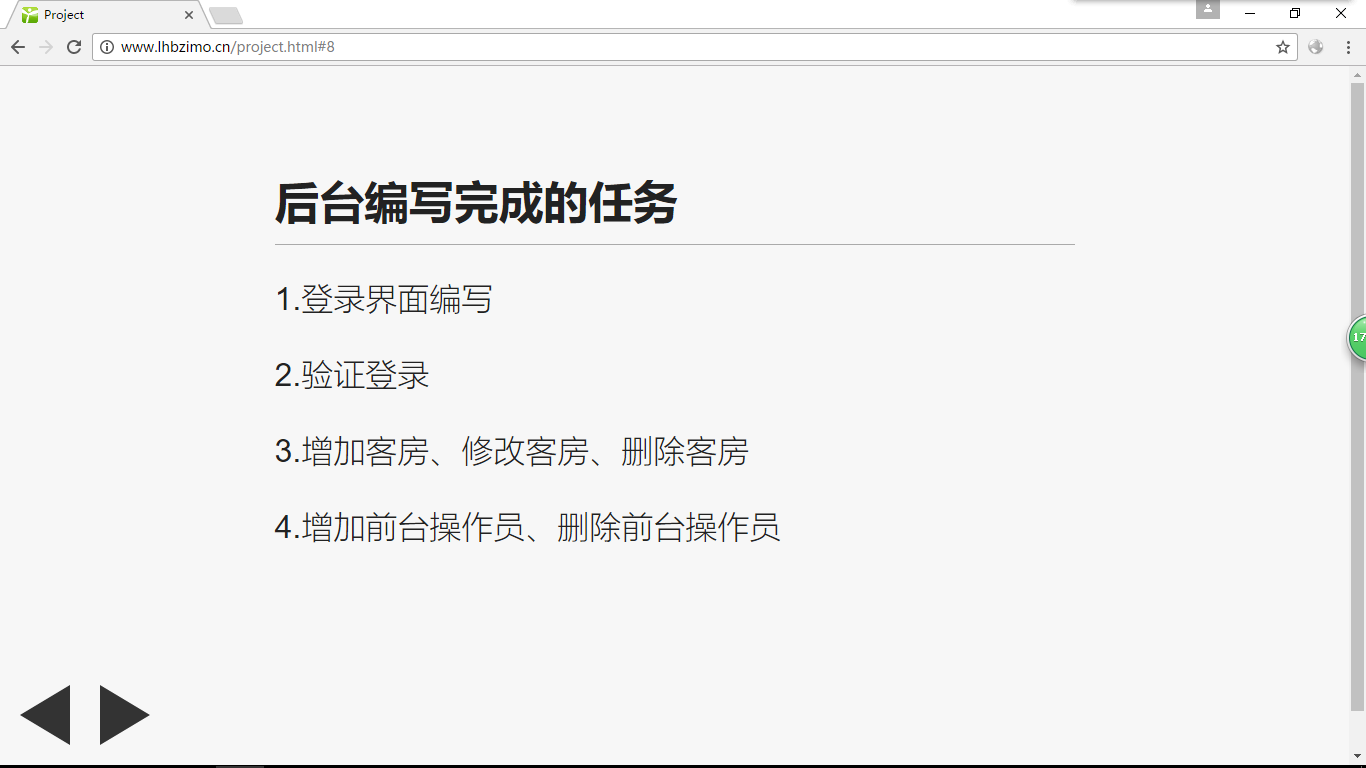 Project
www.lhbzimo.cn/project.html#8
后台编写完成的任务
1.登录界面编写
2.验证登录
3.增加客房、修改客房、删除客房
17
4.增加前台操作员、删除前台操作员